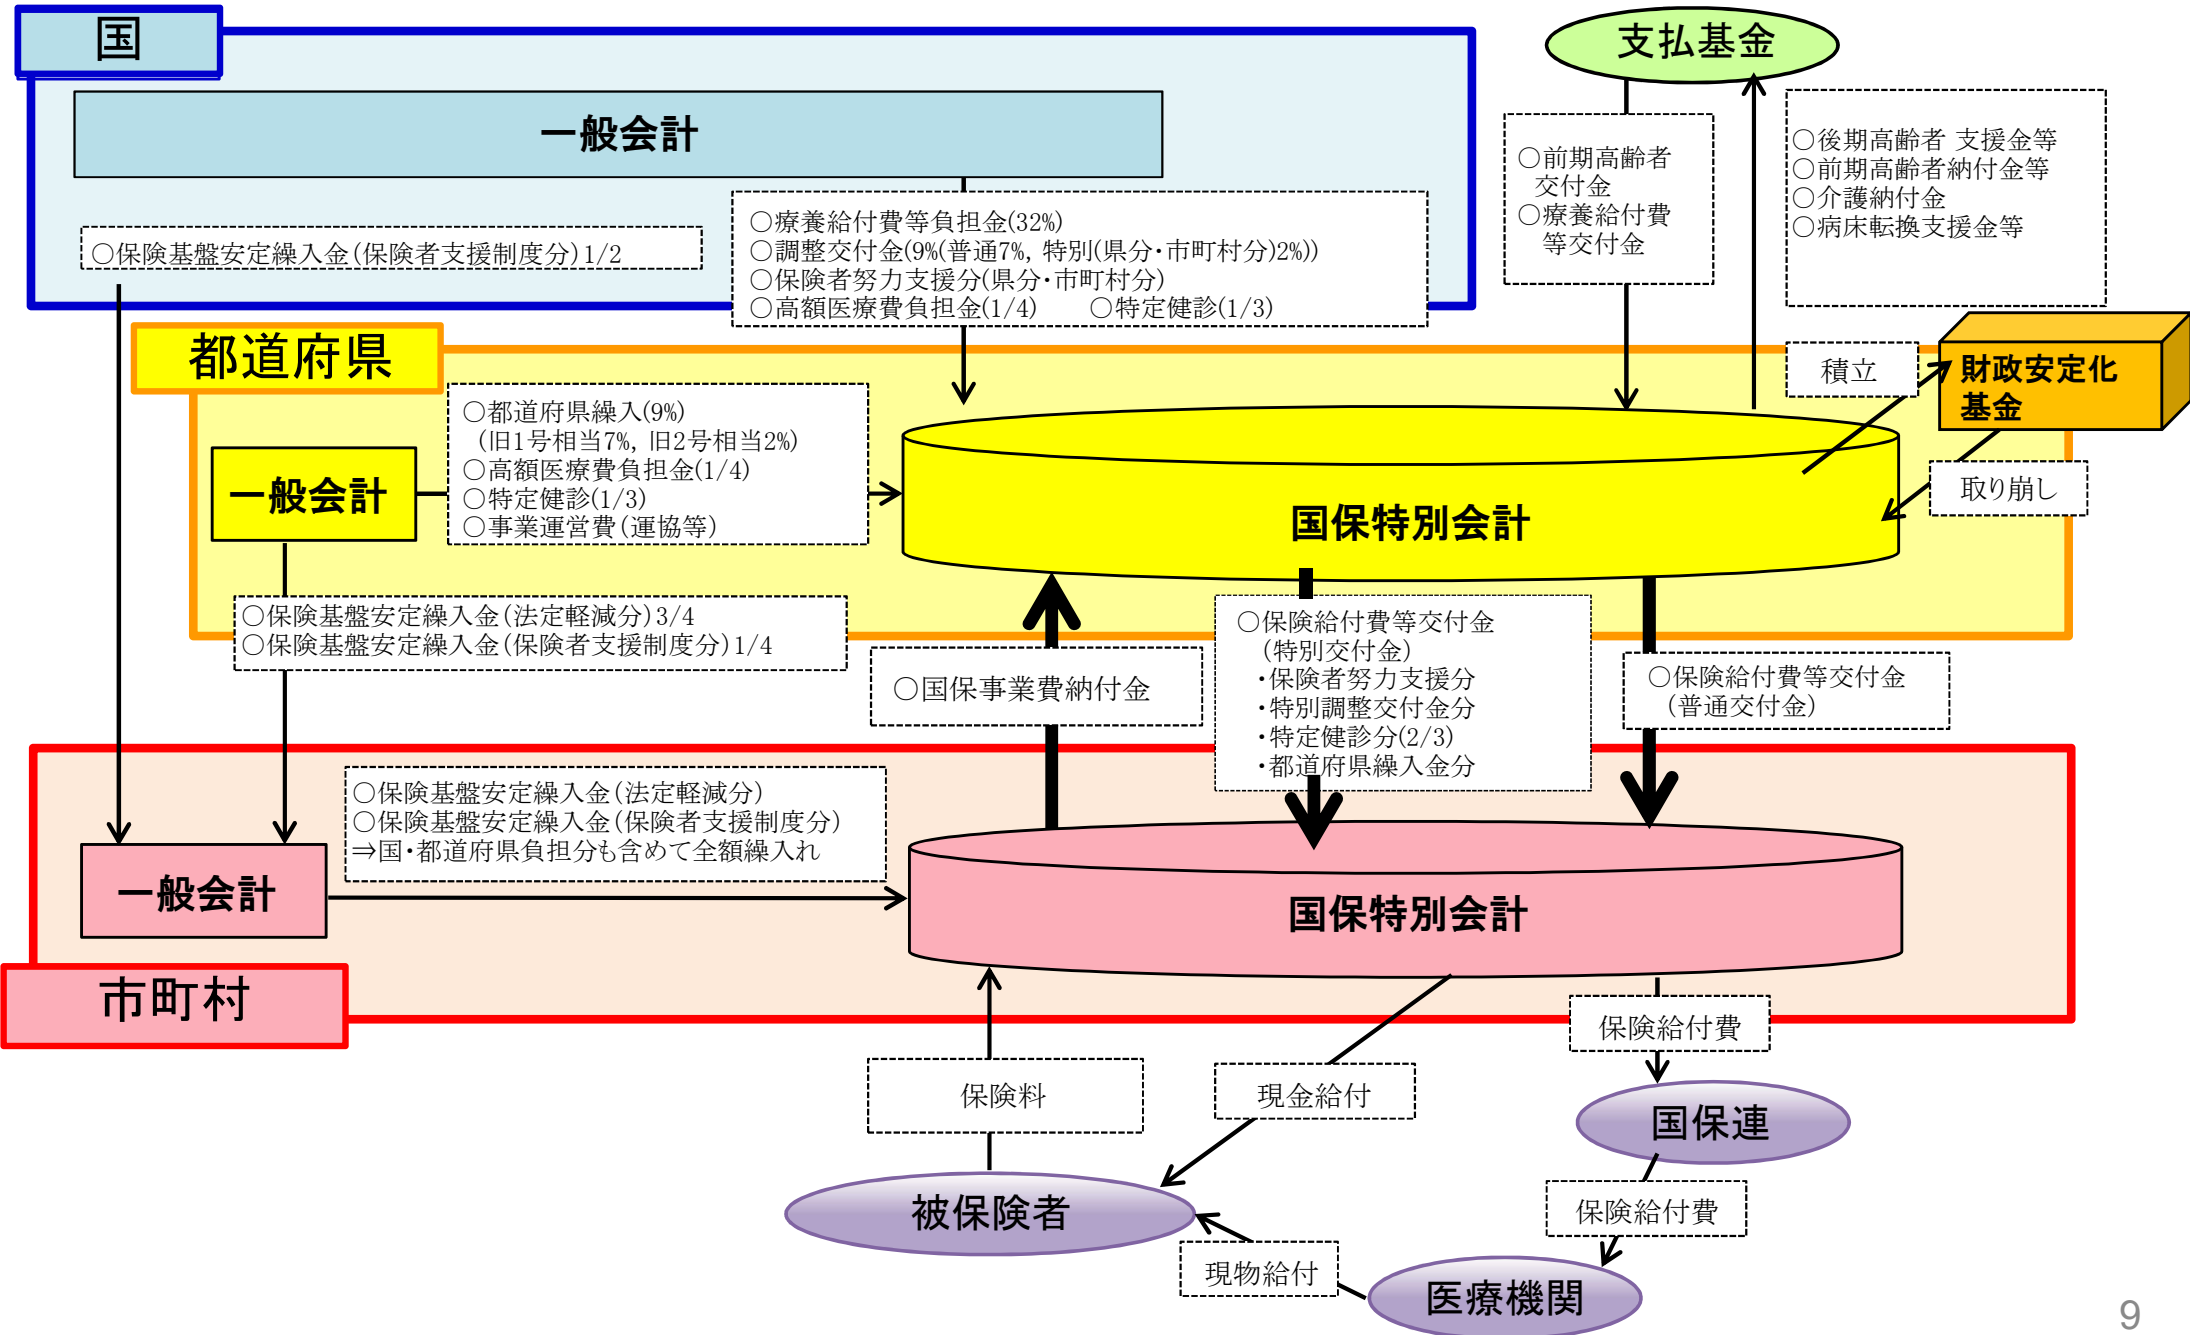 国
一般会計
○保険基盤安定繰入金(保険者支援制度分)1/2
○療養給付費等負担金(32%)
○調整交付金(9%(普通7%, 特別(県分・市町村分)2%))
○保険者努力支援分(県分・市町村分)
○高額医療費負担金(1/4)　　○特定健診(1/3)
支払基金
○前期高齢者
交付金
○療養給付費
等交付金
○後期高齢者 支援金等
○前期高齢者納付金等
○介護納付金
○病床転換支援金等
都道府県
○都道府県繰入(9%)
(旧1号相当7%, 旧2号相当2%)
○高額医療費負担金(1/4)
○特定健診(1/3)
○事業運営費(運協等)
一般会計
国保特別会計
積立
財政安定化
基金
取り崩し
○保険基盤安定繰入金(法定軽減分)3/4
○保険基盤安定繰入金(保険者支援制度分)1/4
○国保事業費納付金
○保険給付費等交付金
(特別交付金)
・保険者努力支援分
・特別調整交付金分
・特定健診分(2/3)
・都道府県繰入金分
○保険給付費等交付金
(普通交付金)
○保険基盤安定繰入金(法定軽減分)
○保険基盤安定繰入金(保険者支援制度分)
⇒国・都道府県負担分も含めて全額繰入れ
一般会計
国保特別会計
市町村
保険料
現金給付
保険給付費
国保連
保険給付費
被保険者
現物給付
医療機関
9